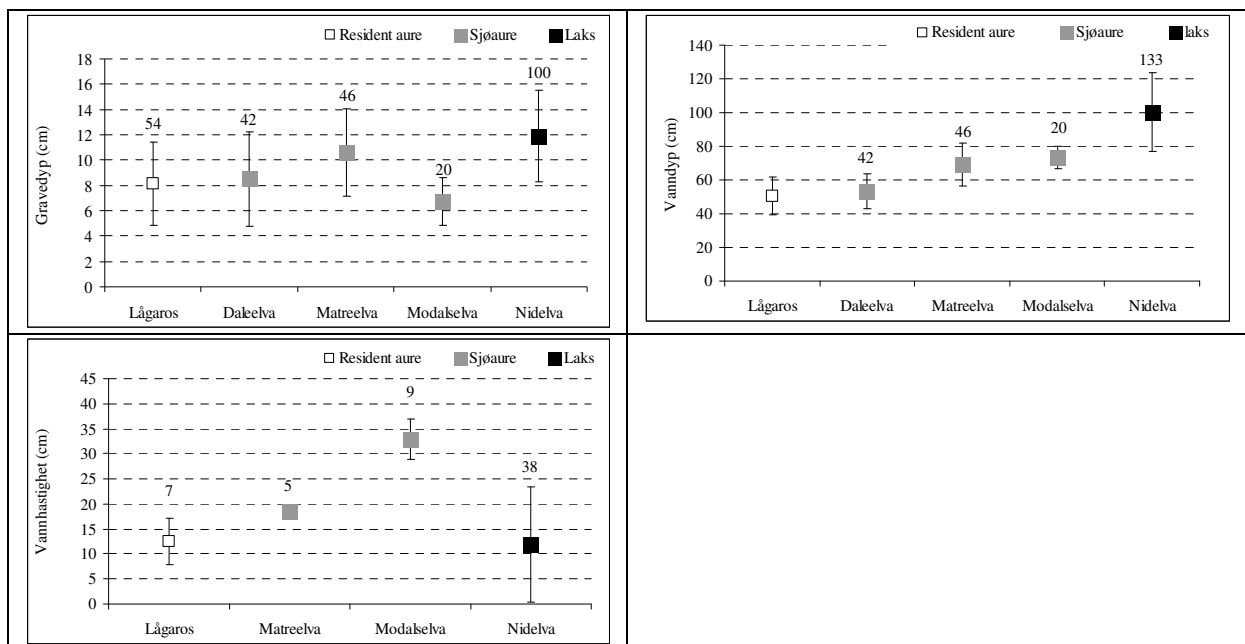 Resident aure Sjøaure Laks
18
16
14
12
10
8
6
4
2
0
Gravedyp (cm)
54 42 46 20 100
Lågaros Daleelva Matreelva Modalselva Nidelva
Resident aure Sjøaure laks
140
120
100
80
60
40
20
0
Vanndyp (cm)
42 46 20 133
Lågaros Daleelva Matreelva Modalselva Nidelva
Resident aure Sjøaure Laks
45
40
35
30
25
20
15
10
5
0
Vannhastighet (cm)
7 5 9 38
Lågaros Matreelva Modalselva Nidelva